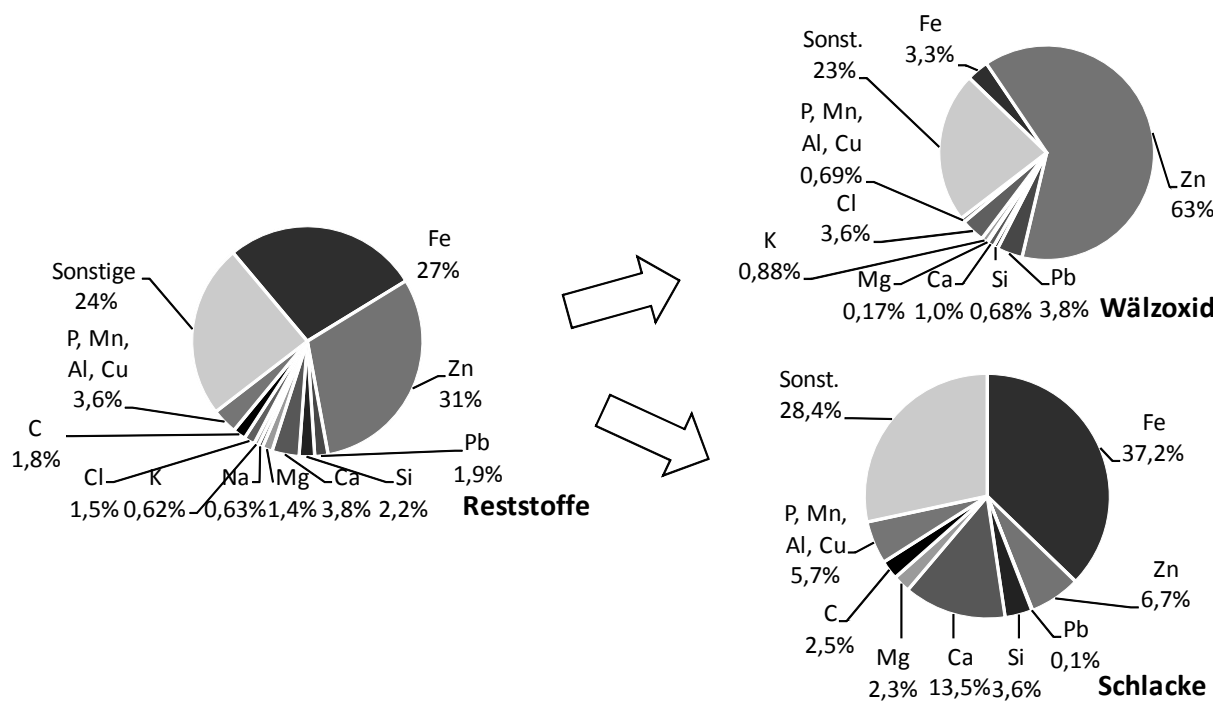 Sonstige
24%
Fe
27%
Zn
31%
Pb
1,9%
Si
2,2%
Ca
3,8%
Mg
1,4%
Na
0,63%
K
0,62%
Cl
1,5%
C
1,8%
P, Mn,
Al, Cu
3,6%
Reststoffe
Sonst.
23%
Fe
3,3%
Zn
63%
Pb
3,8%
Si
0,68%
Ca
1,0%
Mg
0,17%
K
0,88%
Cl
3,6%
P, Mn,
Al, Cu
0,69%
Wälzoxid
Sonst.
28,4%
Fe
37,2%
Zn
6,7%
Pb
0,1%
Si
3,6%
Ca
13,5%
Mg
2,3%
C
2,5%
P, Mn,
Al, Cu
5,7%
Schlacke